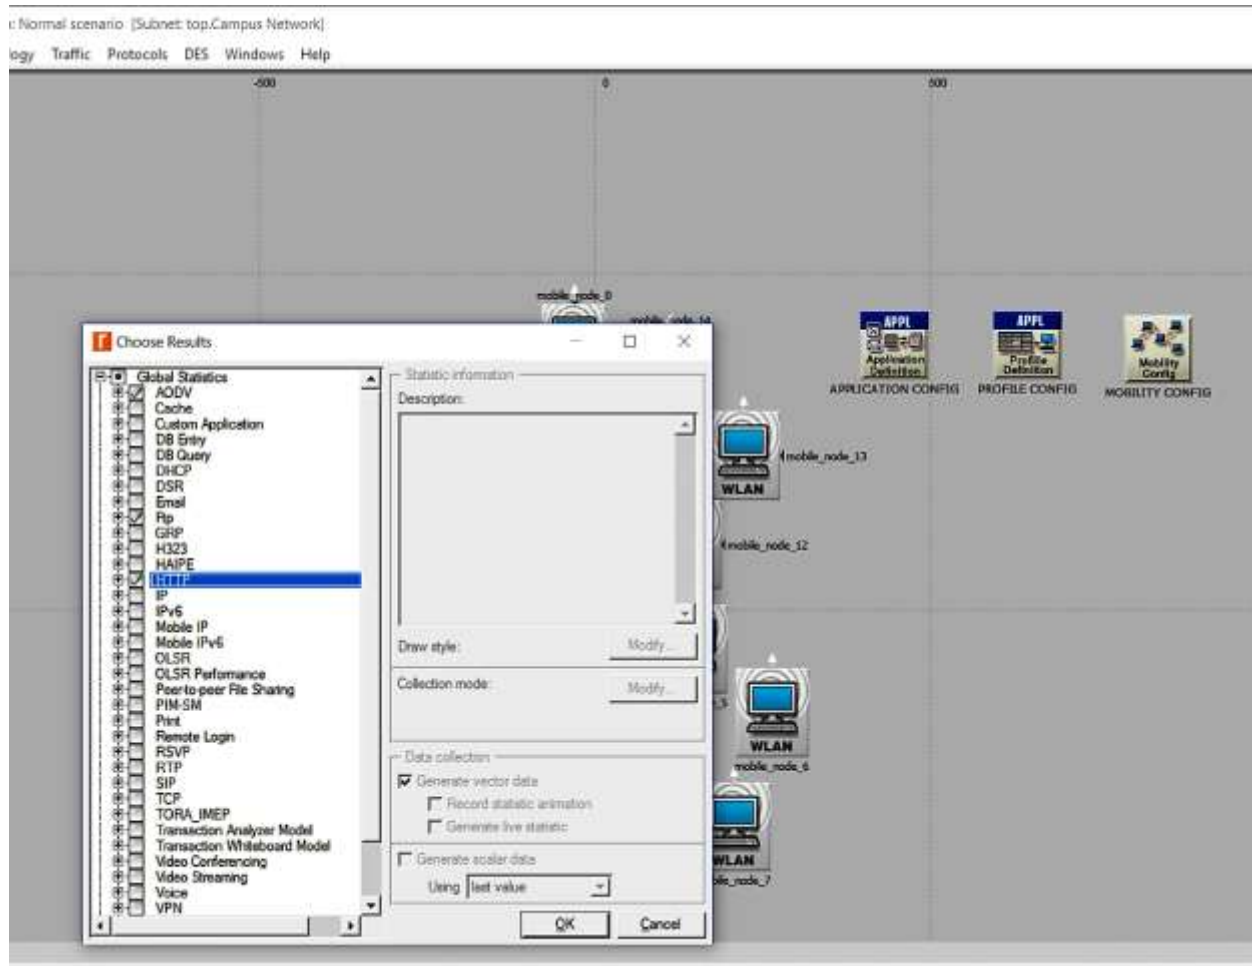 : Normal scenario [Subnet: top.Campus Network]
ogy Traffic Protocols DES Windows Help
-500 0 500
mobile_node_0
mobile_node_14
APPL
Application
Definition
APPLICATION CONFIG
APPL
Profile
Definition
PROFILE CONFIG
Mobility
Config
MOBILITY CONFIG
Choose Results
Global Statistics
AODV
Cache
Custom Application
DB Entry
DB Query
DHCP
DSR
Email
Ftp
GRP
H323
HAIPE
HTTP
IP
IPv6
Mobile IP
Mobile IPv6
OLSR
OLSR Performance
Peer-to-peer File Sharing
PIM-SM
Print
Remote Login
RSVP
RTP
SIP
TCP
TORA_IMEP
Transaction Analyzer Model
Transaction Whiteboard Model
Video Conferencing
Video Streaming
Voice
VPN
Statistic information
Description:
Draw style:
Modify...
Collection mode:
Modify...
Data collection
Generate vector data
Record statistic animation
Generate live statistic
Generate scalar data
Using last value
OK Cancel
WLAN
mobile_node_13
mobile_node_12
_5
WLAN
mobile_node_6
WLAN
bile_node_7